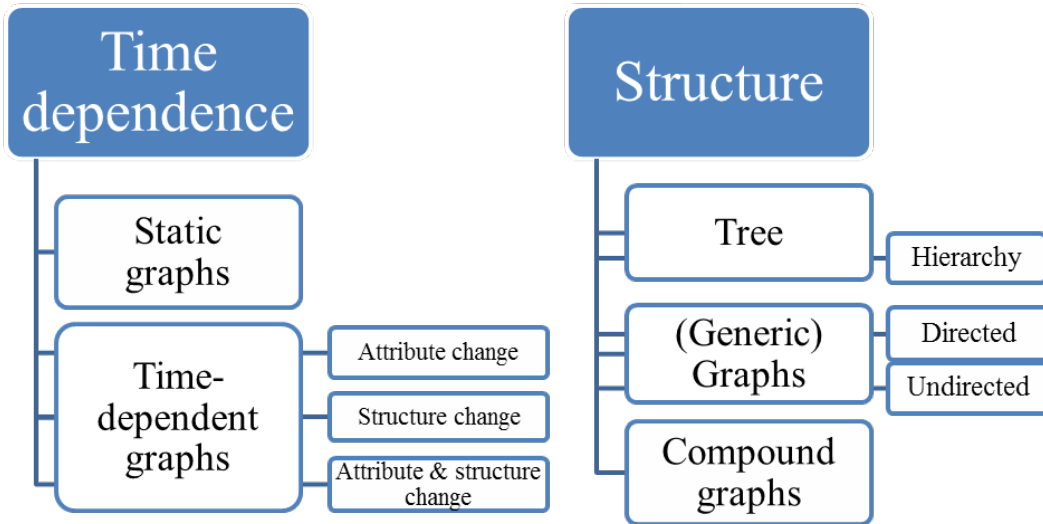 Time
dependence
Static
graphs
Time-
dependent
graphs
Attribute change
Structure change
Attribute & structure
change
Structure
Tree
Hierarchy
(Generic)
Graphs
Directed
Undirected
Compound
graphs